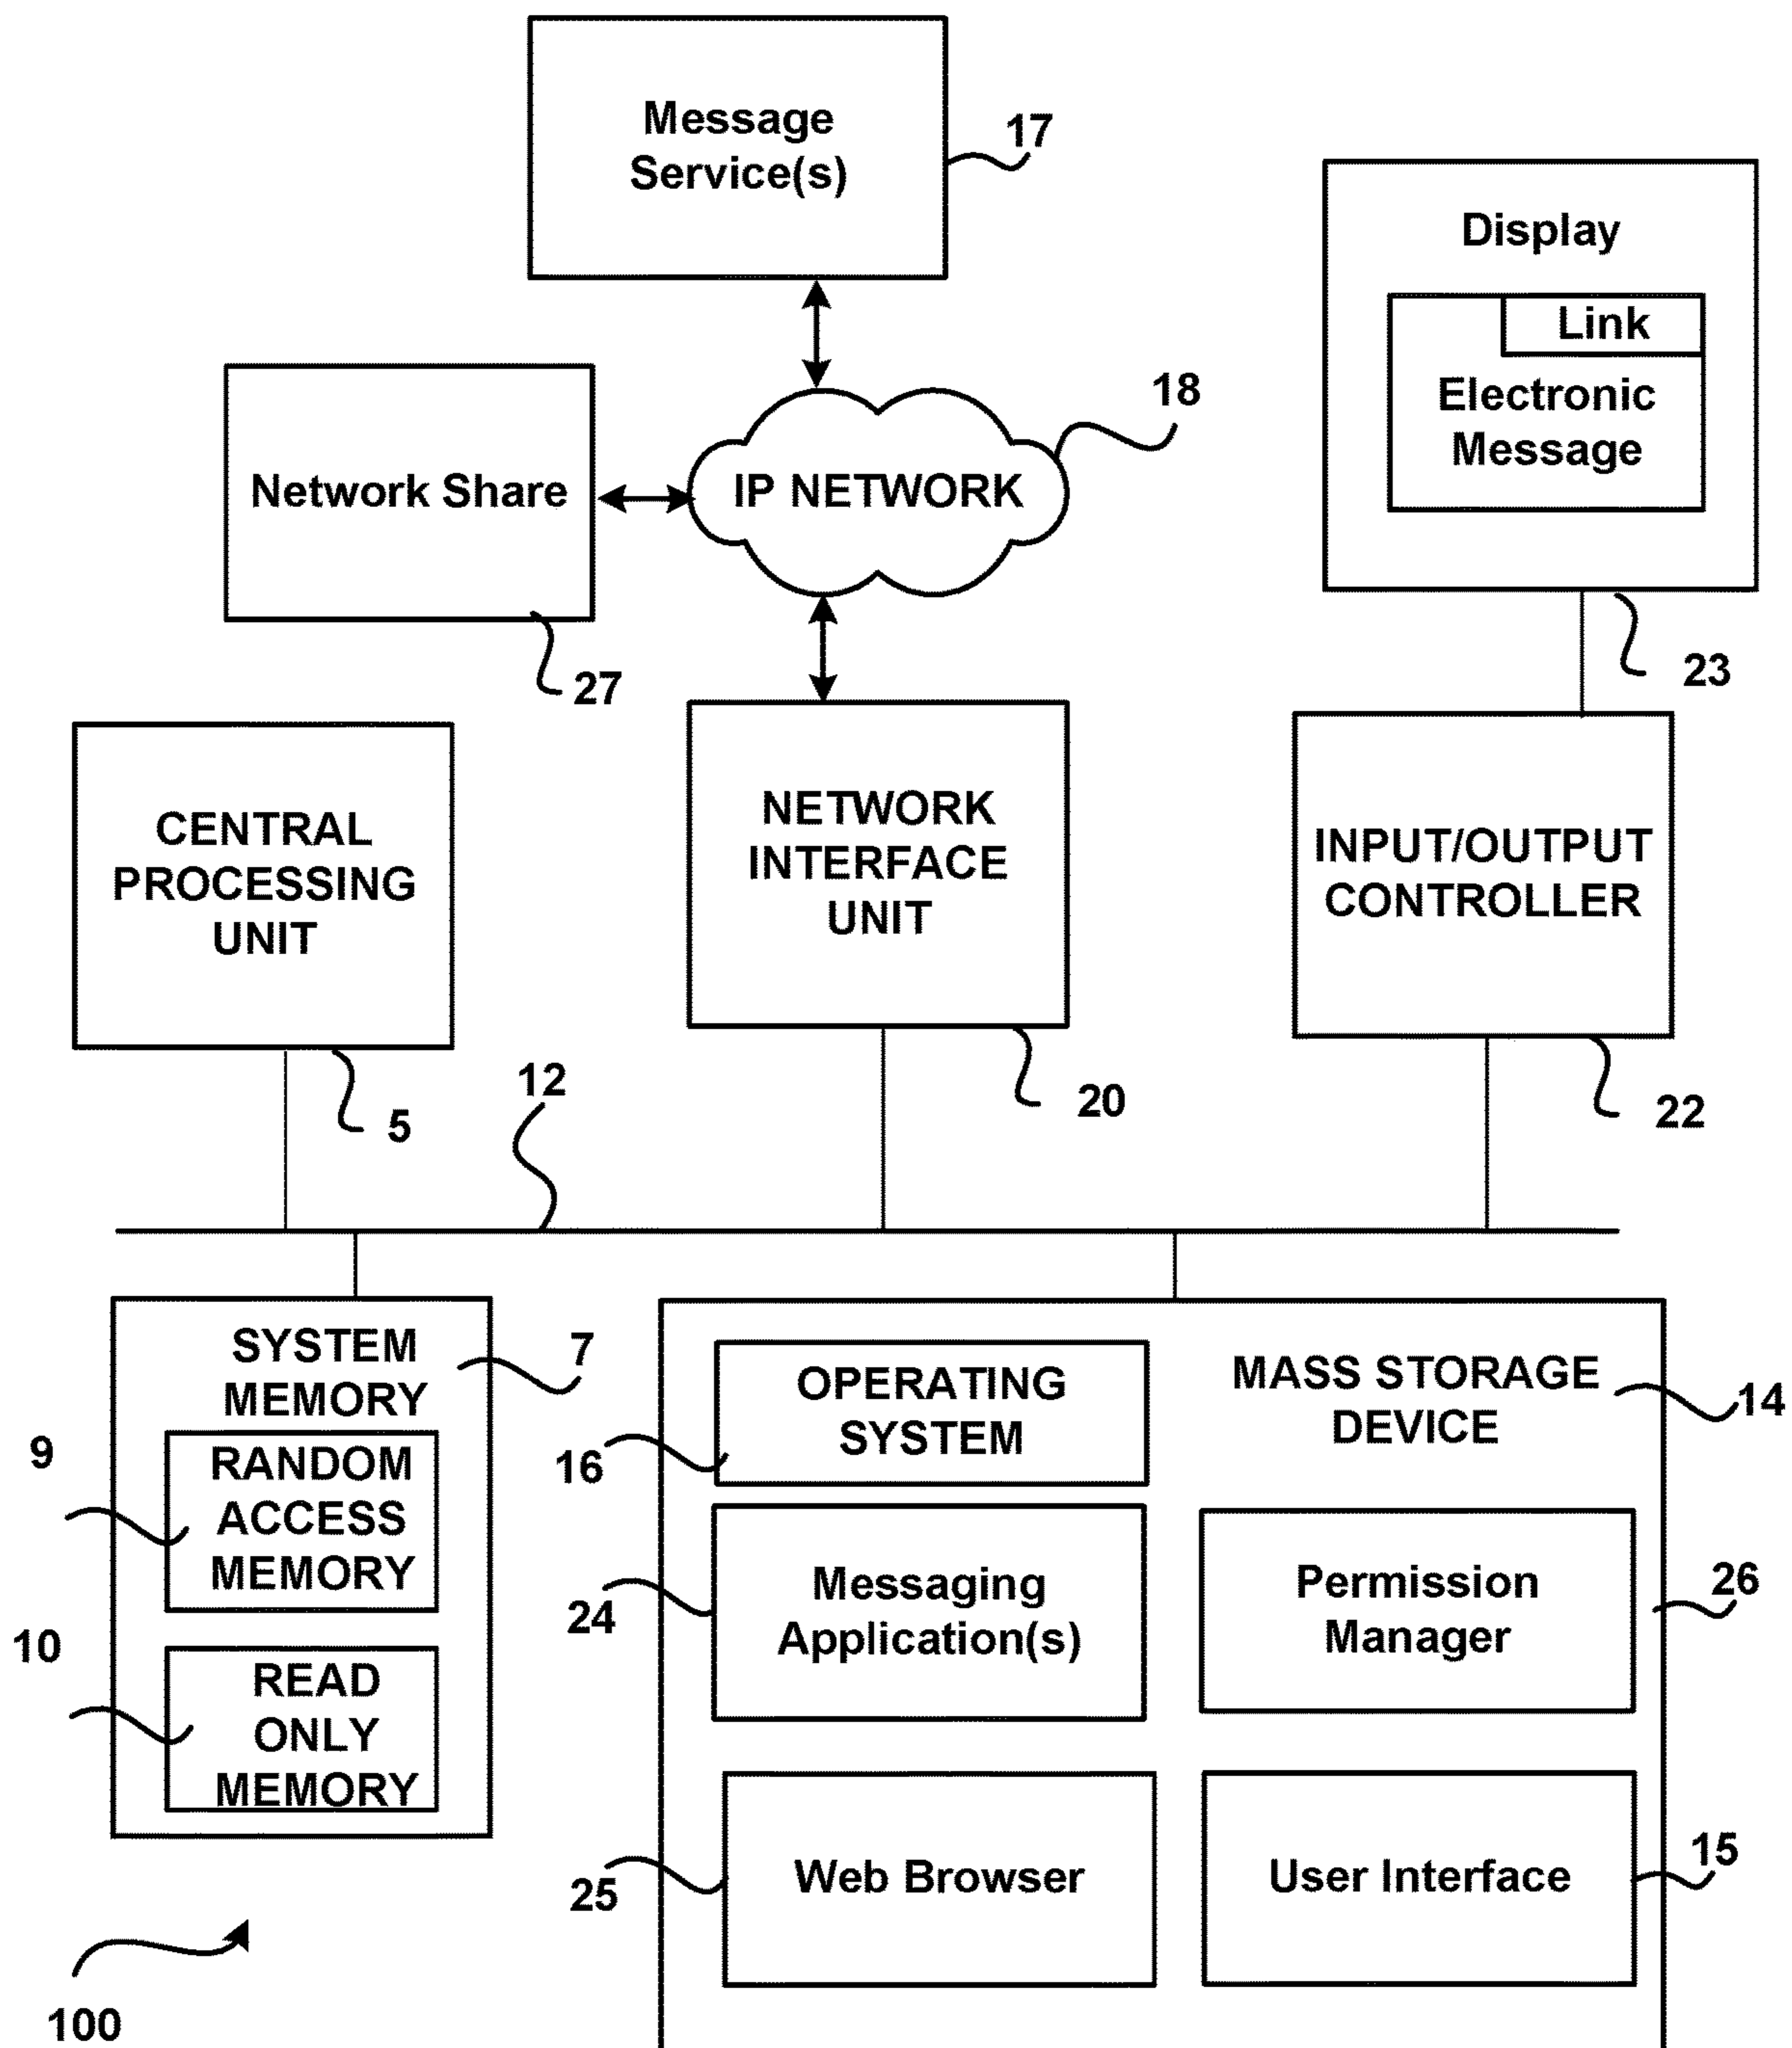 Message
Service(s)
17
Display
Link
Electronic
Message
18
Network Share
IP NETWORK
23
27
CENTRAL
PROCESSING
UNIT
NETWORK
INTERFACE
UNIT
INPUT/OUTPUT
CONTROLLER
12
5
20
22
SYSTEM
MEMORY
7
9
RANDOM
ACCESS
MEMORY
10
READ
ONLY
MEMORY
OPERATING
SYSTEM
16
MASS STORAGE
DEVICE
14
Messaging
Application(s)
24
Permission
Manager
26
Web Browser
25
User Interface
15
100